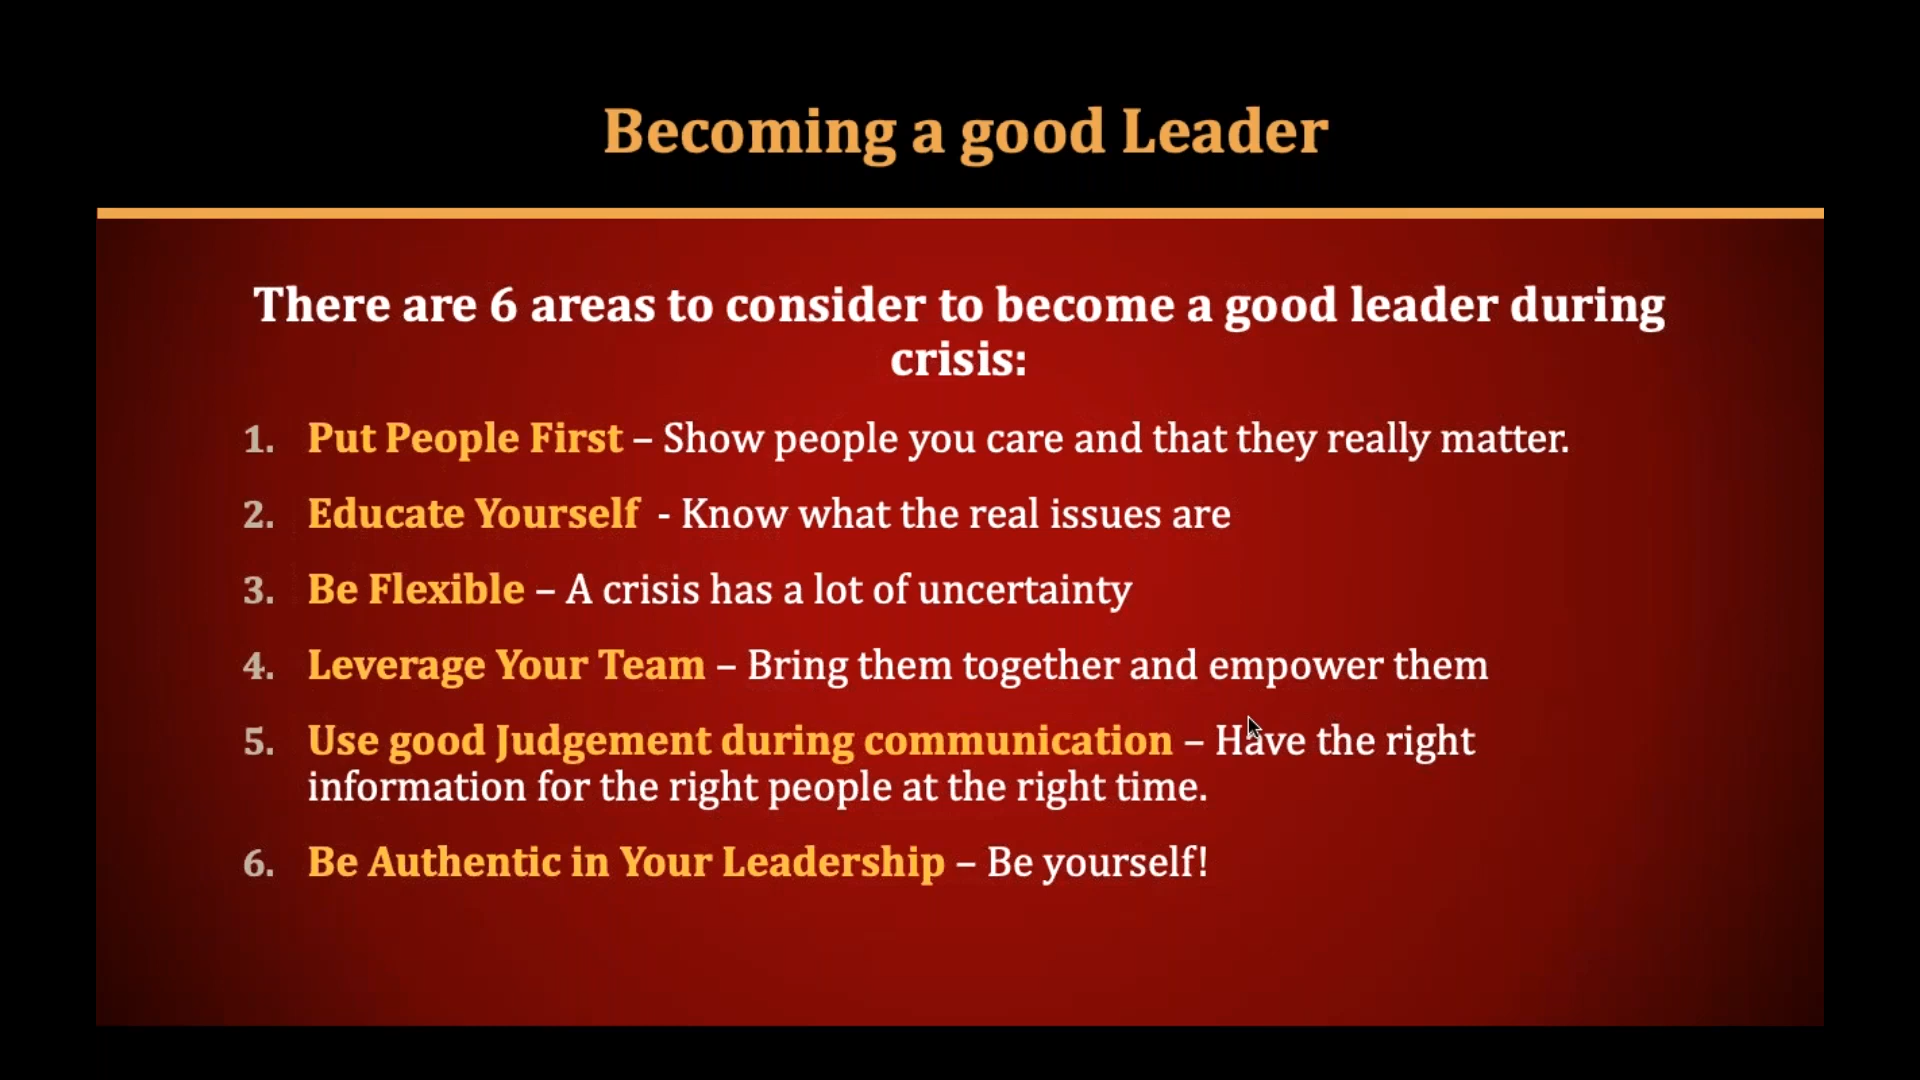 Becoming a good Leader
There are 6 areas to consider to become a good leader during
crisis:
1. Put People First – Show people you care and that they really matter.
2. Educate Yourself  - Know what the real issues are
3. Be Flexible – A crisis has a lot of uncertainty
4. Leverage Your Team – Bring them together and empower them
5. Use good Judgement during communication – Have the right
information for the right people at the right time.
6. Be Authentic in Your Leadership – Be yourself!